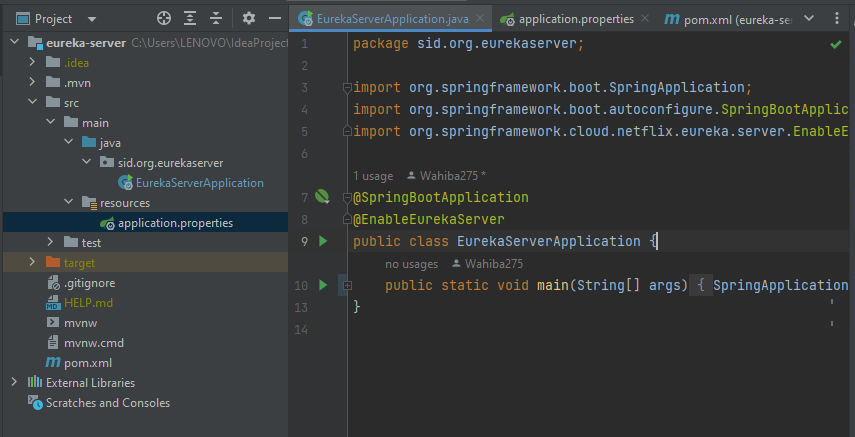 Project
eureka-server C:\Users\LENOVO\IdeaProject
.idea
.mvn
src
main
java
sid.org.eurekaserver
EurekaServerApplication
resources
application.properties
test
target
.gitignore
HELP.md
mvnw
mvnw.cmd
pom.xml
External Libraries
Scratches and Consoles
EurekaServerApplication.java
application.properties
pom.xml (eureka-ser
1 package sid.org.eurekaserver;
2
3 import org.springframework.boot.SpringApplication;
4 import org.springframework.boot.autoconfigure.SpringBootApplic
5 import org.springframework.cloud.netflix.eureka.server.EnableE
6
1 usage Wahiba275 *
7 @SpringBootApplication
8 @EnableEurekaServer
9 public class EurekaServerApplication {
no usages Wahiba275
10 public static void main(String[] args) { SpringApplication
13 }
14